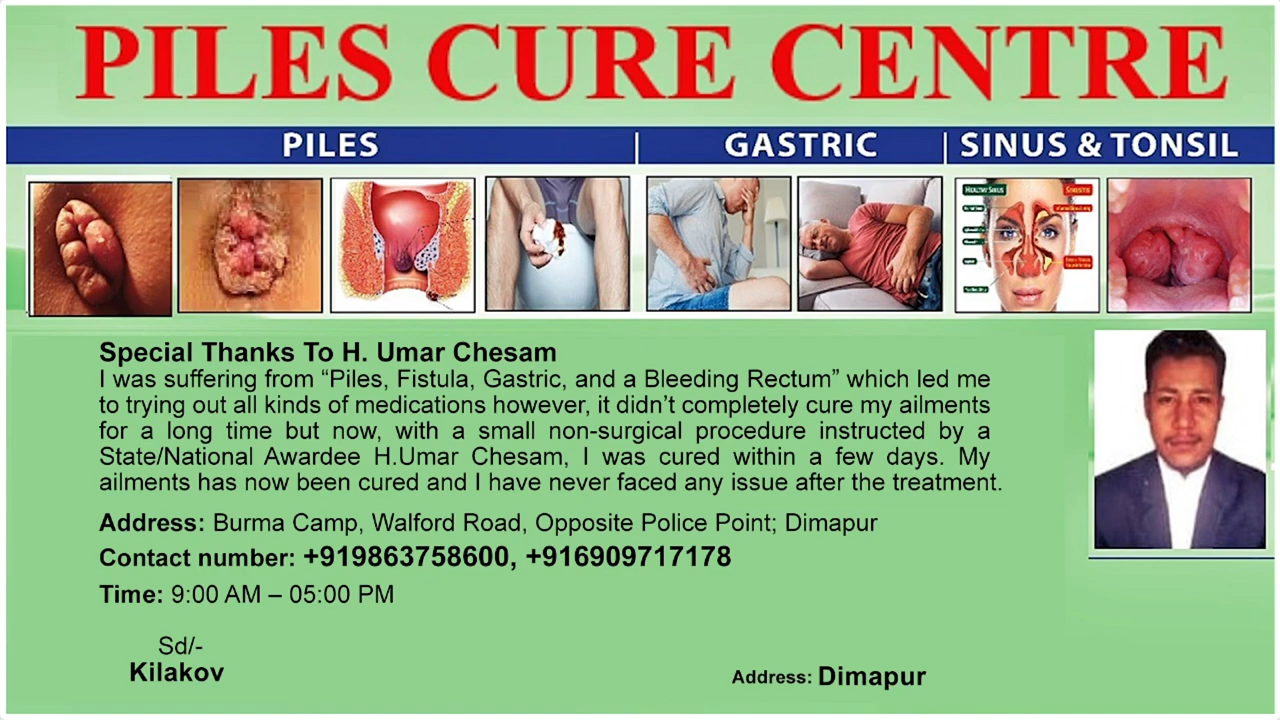 PILES CURE CENTRE
PILES | GASTRIC | SINUS & TONSIL
HEALTHY SINUS
SINUSITIS
Special Thanks To H. Umar Chesam
I was suffering from “Piles, Fistula, Gastric, and a Bleeding Rectum” which led me
to trying out all kinds of medications however, it didn’t completely cure my ailments
for a long time but now, with a small non-surgical procedure instructed by a
State/National Awardee H.Umar Chesam, I was cured within a few days. My
ailments has now been cured and I have never faced any issue after the treatment.
Address: Burma Camp, Walford Road, Opposite Police Point; Dimapur
Contact number: +919863758600, +916909717178
Time: 9:00 AM – 05:00 PM
Sd/-
Kilakov
Address: Dimapur